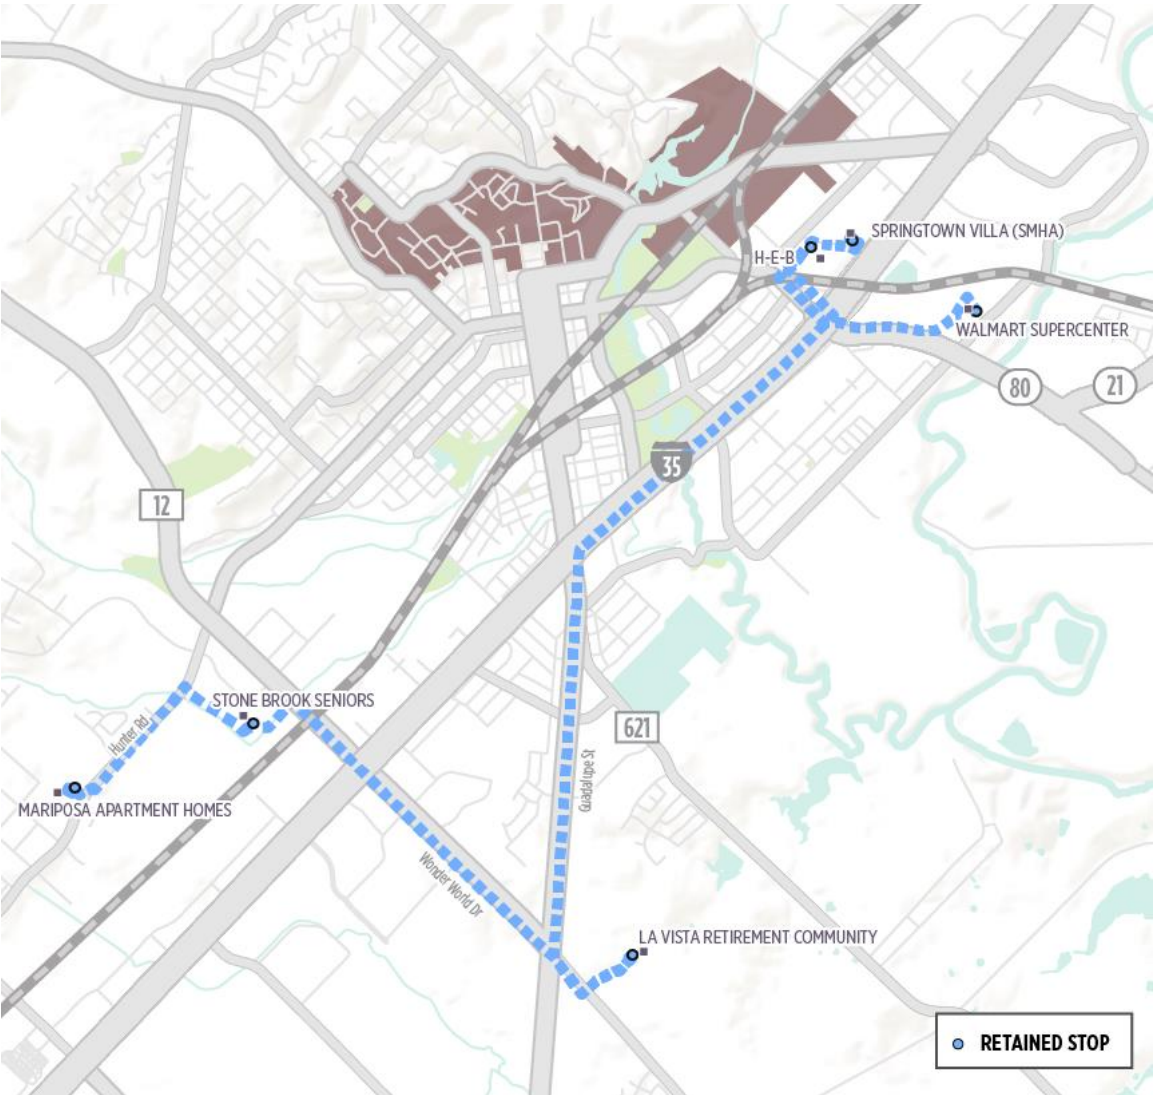 SPRINGTOWN VILLA (SMHA)
H-E-B
WALMART SUPERCENTER
80
21
35
12
STONE BROOK SENIORS
621
Hunter Rd
Guadalupe St
MARIPOSA APARTMENT HOMES
Wonder World Dr
LA VISTA RETIREMENT COMMUNITY
RETAINED STOP